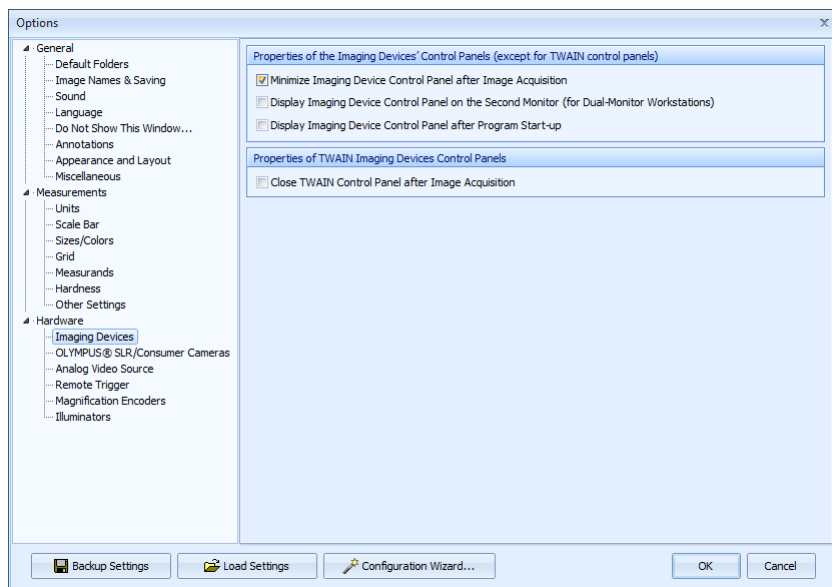 Options
General
Default Folders
Image Names & Saving
Sound
Language
Do Not Show This Window...
Annotations
Appearance and Layout
Miscellaneous
Measurements
Units
Scale Bar
Sizes/Colors
Grid
Measurands
Hardness
Other Settings
Hardware
Imaging Devices
OLYMPUS® SLR/Consumer Cameras
Analog Video Source
Remote Trigger
Magnification Encoders
Illuminators
Properties of the Imaging Devices' Control Panels (except for TWAIN control panels)
Minimize Imaging Device Control Panel after Image Acquisition
Display Imaging Device Control Panel on the Second Monitor (for Dual-Monitor Workstations)
Display Imaging Device Control Panel after Program Start-up
Properties of TWAIN Imaging Devices Control Panels
Close TWAIN Control Panel after Image Acquisition
Backup Settings
Load Settings
Configuration Wizard...
OK
Cancel